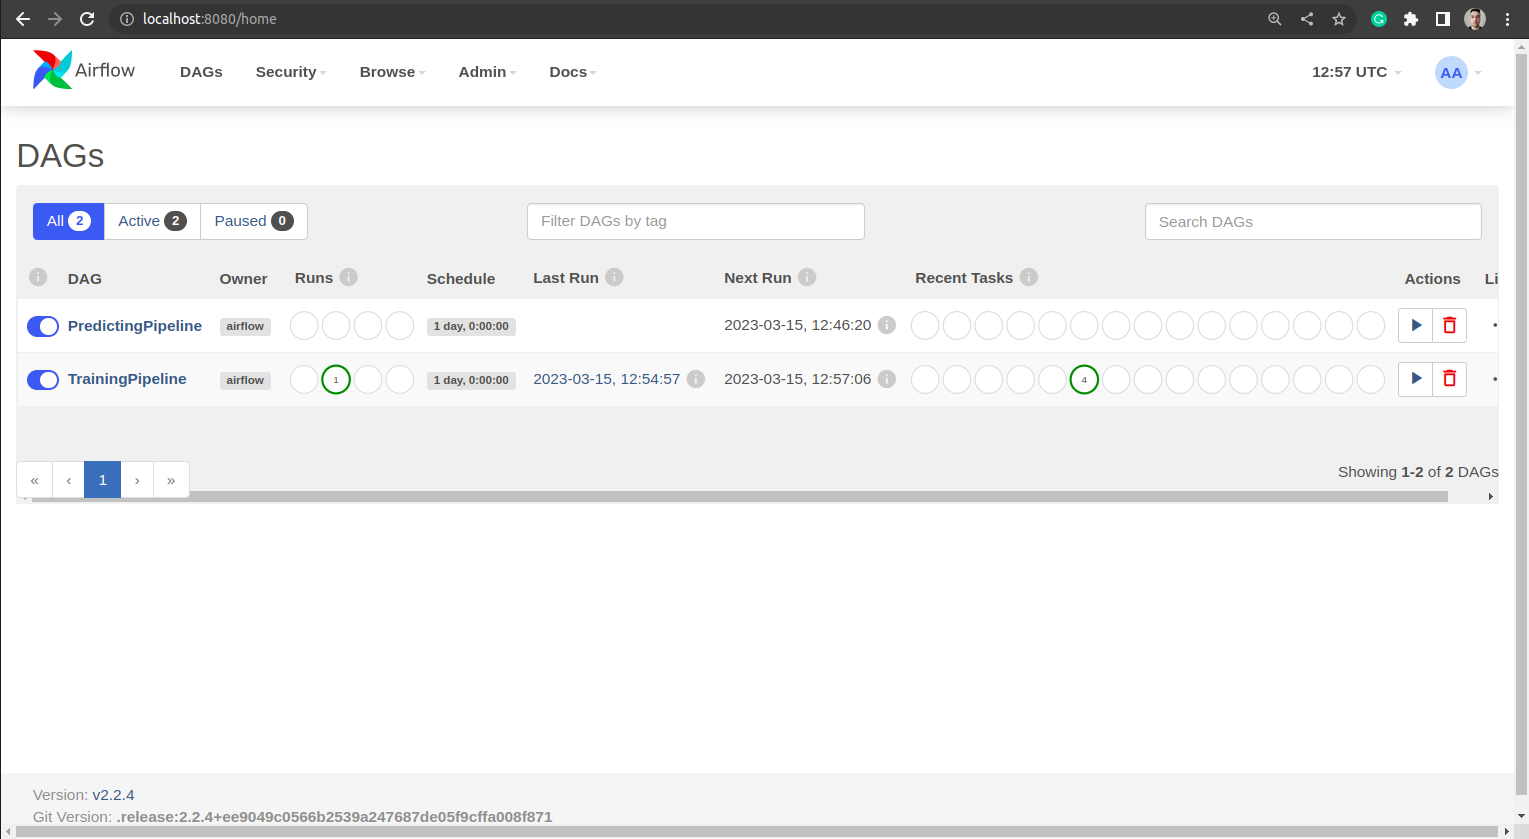 localhost:8080/home
Airflow DAGs Security Browse Admin Docs 12:57 UTC AA
DAGs
All 2 Active 2 Paused 0 Filter DAGs by tag Search DAGs
i DAG Owner Runs i Schedule Last Run i Next Run i Recent Tasks i Actions Li
PredictingPipeline airflow 1 day, 0:00:00 2023-03-15, 12:46:20 i
TrainingPipeline airflow 1 1 day, 0:00:00 2023-03-15, 12:54:57 i 2023-03-15, 12:57:06 i 4
« ‹ 1 › » Showing 1-2 of 2 DAGs
Version: v2.2.4
Git Version: .release:2.2.4+ee9049c0566b2539a247687de05f9cffa008f871